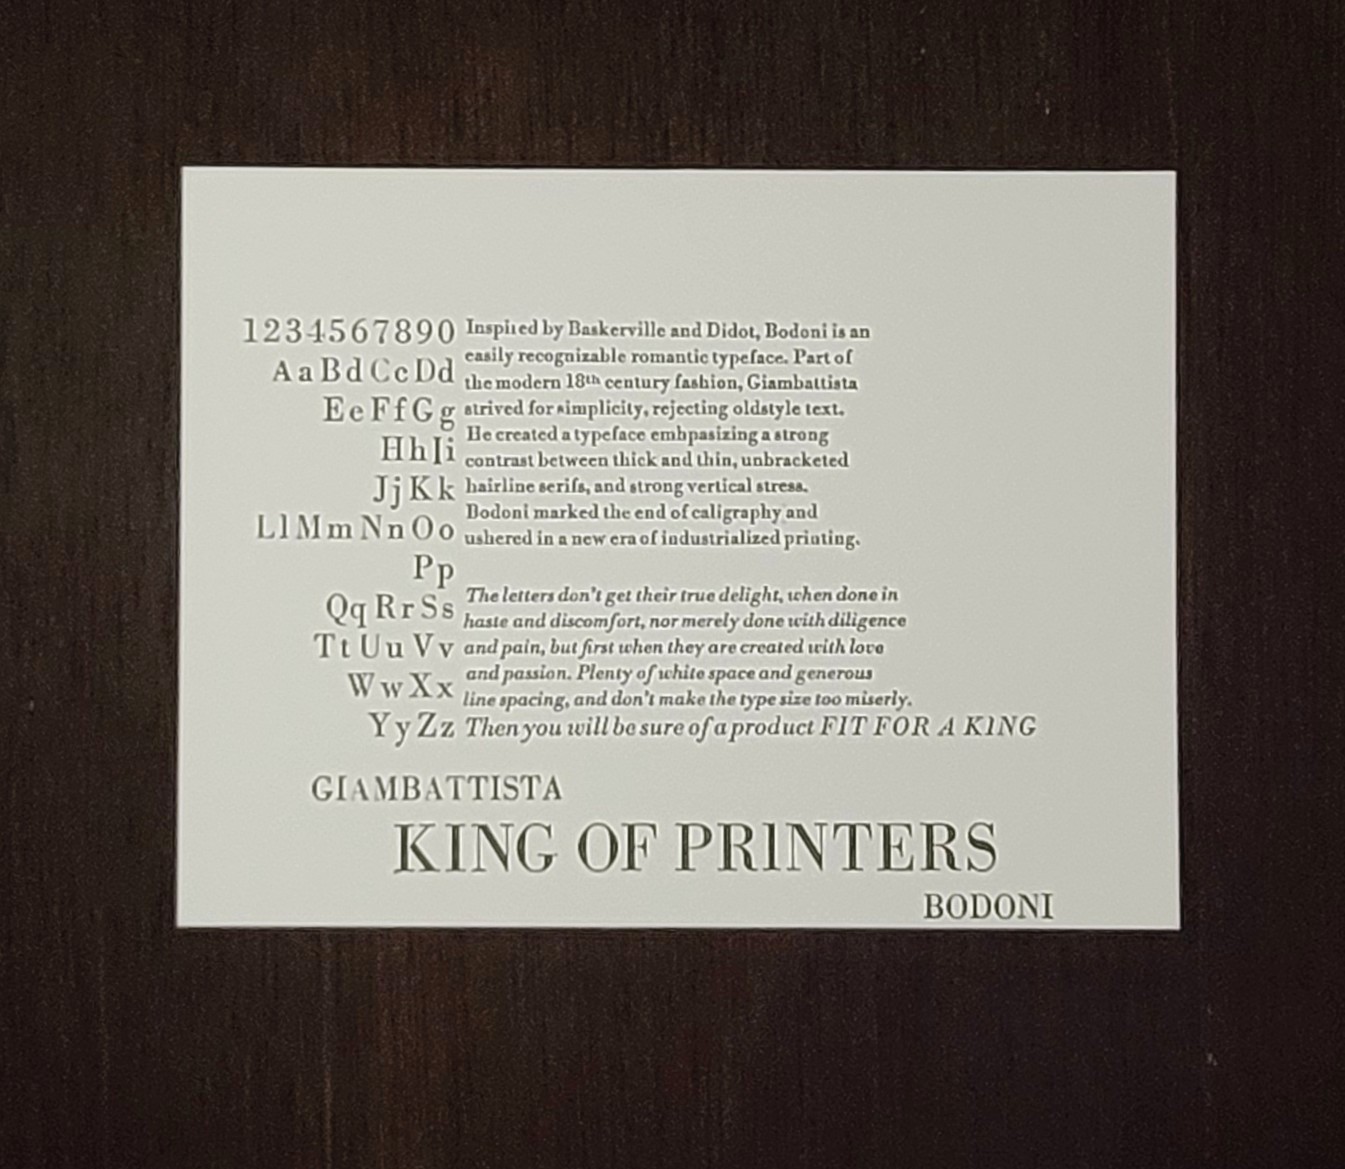 1234567890
AaBdCcDd
EeFfGg
HhIi
JjKk
LlMmNnOo
Pp
QqRrSs
TtUuVv
WwXx
YyZz
Inspired by Baskerville and Didot, Bodoni is an
easily recognizable romantic typeface. Part of
the modern 18th century fashion, Giambattista
strived for simplicity, rejecting oldstyle text.
He created a typeface embpasizing a strong
contrast between thick and thin, unbracketed
hairline serifs, and strong vertical stress.
Bodoni marked the end of caligraphy and
ushered in a new era of industrialized printing.
The letters don't get their true delight, when done in
haste and discomfort, nor merely done with diligence
and pain, but first when they are created with love
and passion. Plenty of white space and generous
line spacing, and don't make the type size too miserly.
Then you will be sure of a product FIT FOR A KING
GIAMBATTISTA
KING OF PRINTERS
BODONI